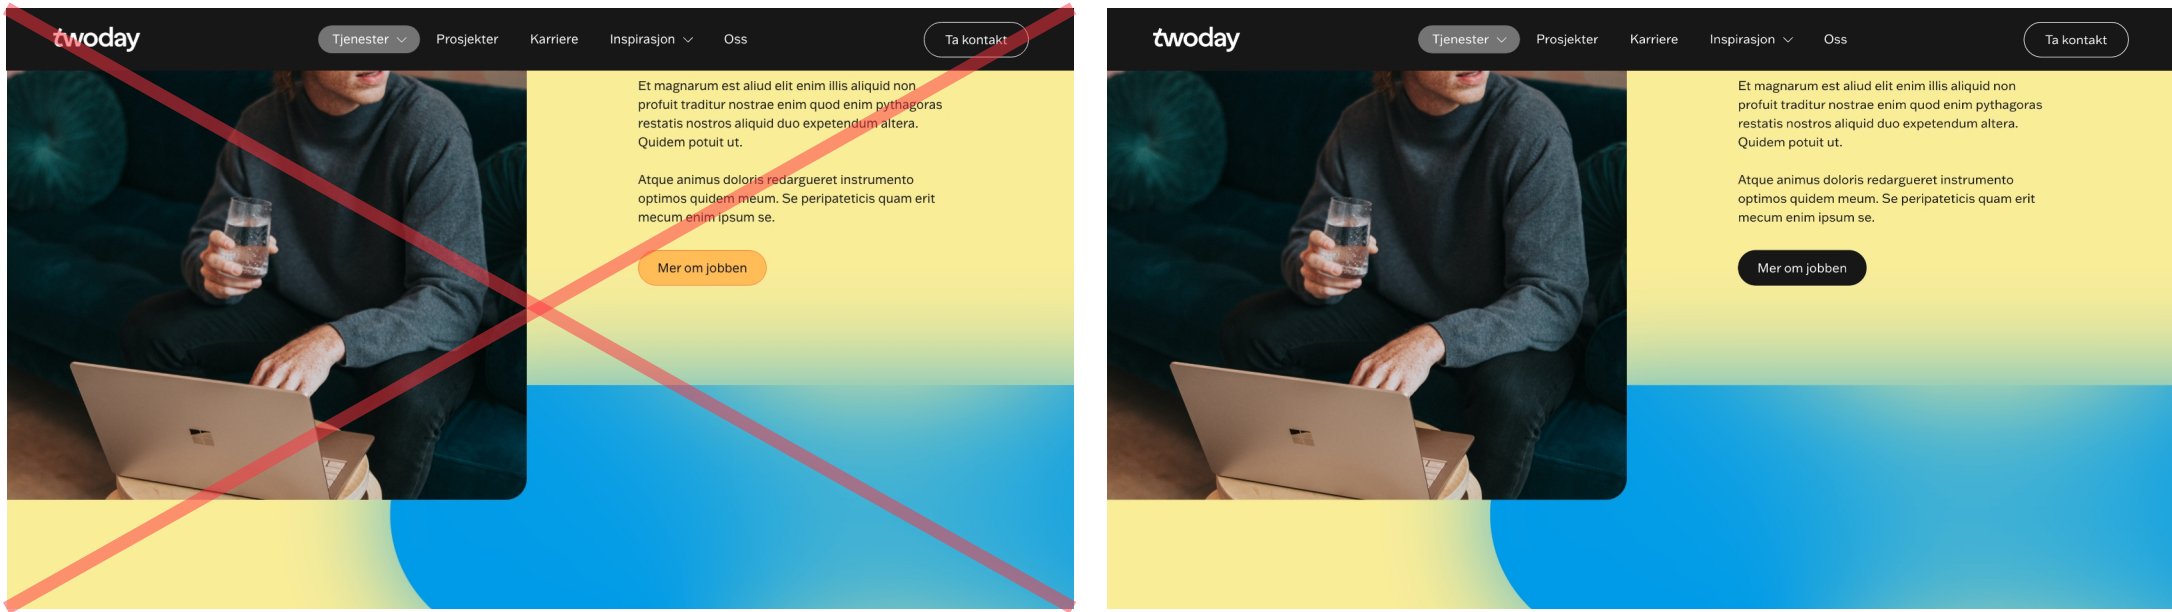 twoday
Tjenester Prosjekter Karriere Inspirasjon Oss
Ta kontakt
Et magnarum est aliud elit enim illis aliquid non
profuit traditur nostrae enim quod enim pythagoras
restatis nostros aliquid duo expetendum altera.
Quidem potuit ut.
Atque animus doloris redargueret instrumento
optimos quidem meum. Se peripateticis quam erit
mecum enim ipsum se.
Mer om jobben
twoday
Tjenester Prosjekter Karriere Inspirasjon Oss
Ta kontakt
Et magnarum est aliud elit enim illis aliquid non
profuit traditur nostrae enim quod enim pythagoras
restatis nostros aliquid duo expetendum altera.
Quidem potuit ut.
Atque animus doloris redargueret instrumento
optimos quidem meum. Se peripateticis quam erit
mecum enim ipsum se.
Mer om jobben